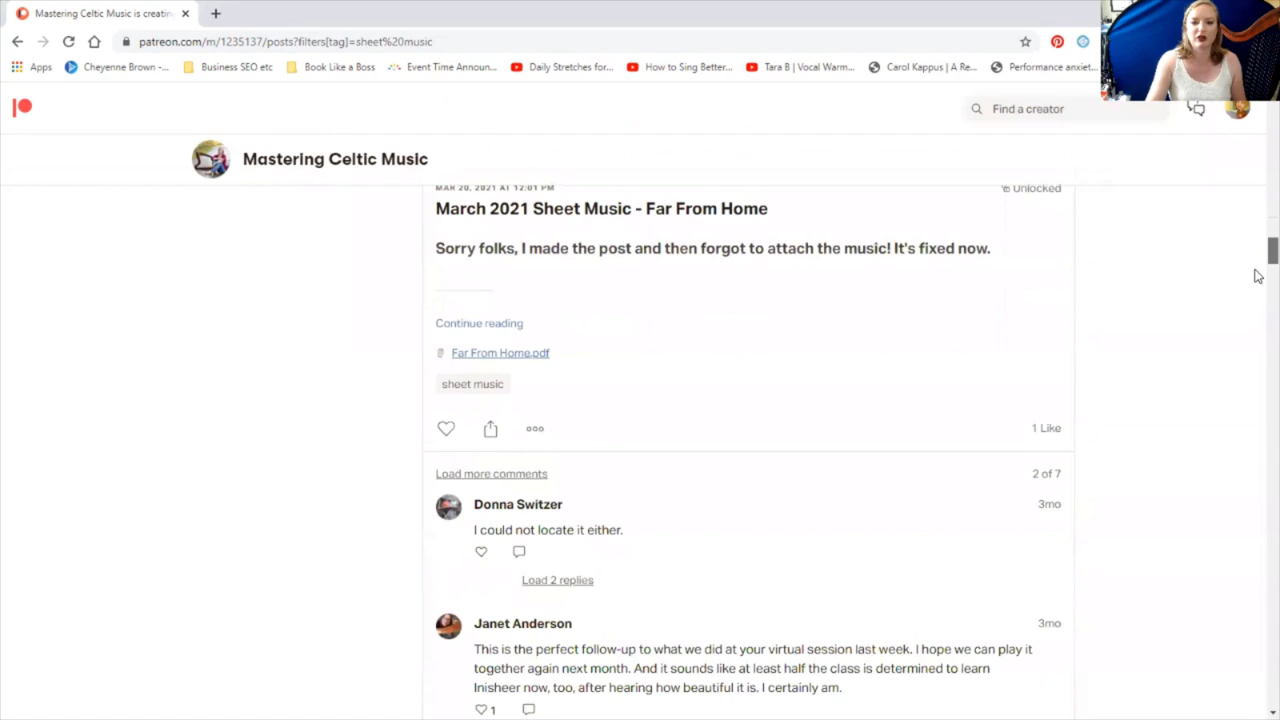 Mastering Celtic Music is creatin
patreon.com/m/1235137/posts?filters[tag]=sheet%20music
Apps
Cheyenne Brown -...
Business SEO etc
Book Like a Boss
Event Time Announ...
Daily Stretches for...
How to Sing Better...
Tara B | Vocal Warm...
Carol Kappus | A Re...
Performance anxiet...
Find a creator
Mastering Celtic Music
MAR 20, 2021 AT 12:01 PM
Unlocked
March 2021 Sheet Music - Far From Home
Sorry folks, I made the post and then forgot to attach the music! It's fixed now.
Continue reading
Far From Home.pdf
sheet music
1 Like
Load more comments
2 of 7
Donna Switzer
3mo
I could not locate it either.
Load 2 replies
Janet Anderson
3mo
This is the perfect follow-up to what we did at your virtual session last week. I hope we can play it
together again next month. And it sounds like at least half the class is determined to learn
Inisheer now, too, after hearing how beautiful it is. I certainly am.
1